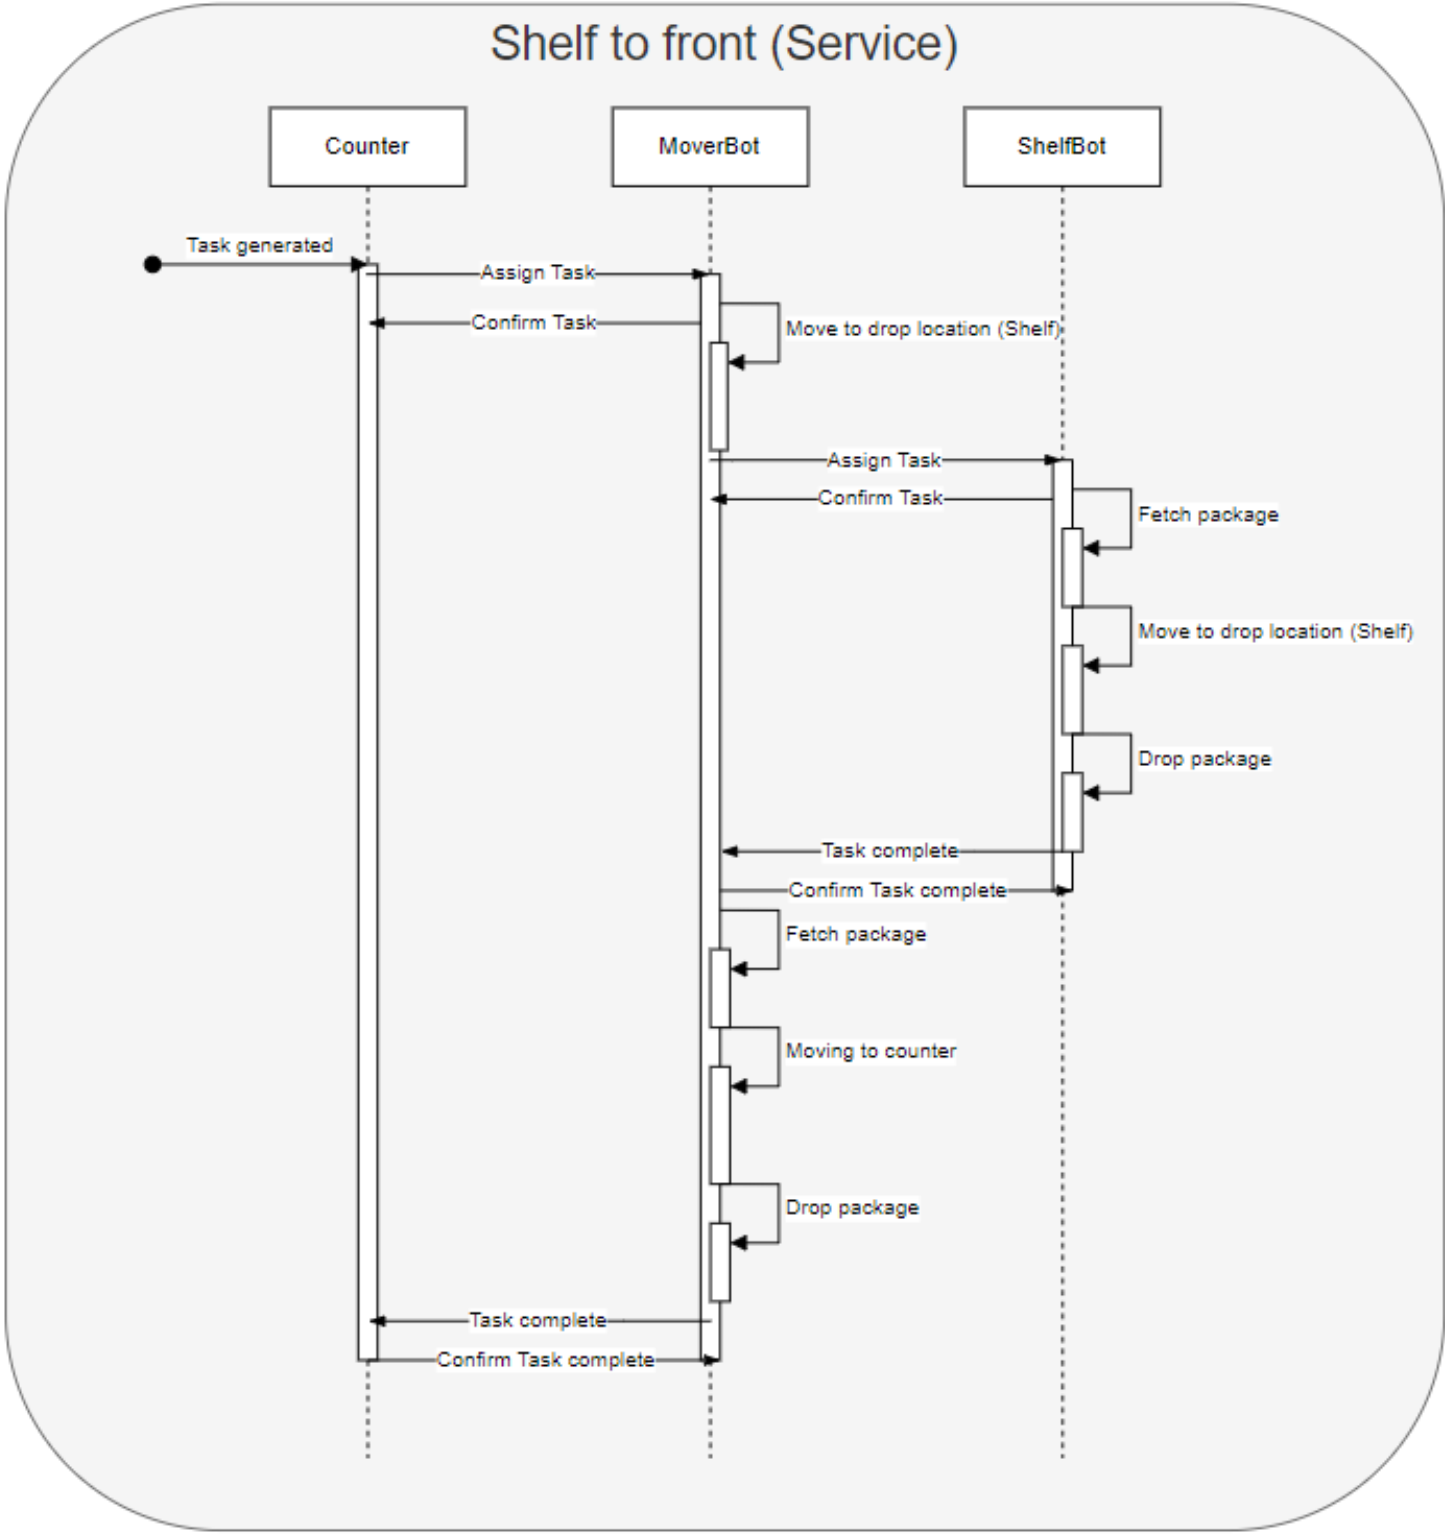 Shelf to front (Service)
Counter
MoverBot
ShelfBot
Task generated
Assign Task
Confirm Task
Move to drop location (Shelf)
Assign Task
Confirm Task
Fetch package
Move to drop location (Shelf)
Drop package
Task complete
Confirm Task complete
Fetch package
Moving to counter
Drop package
Task complete
Confirm Task complete